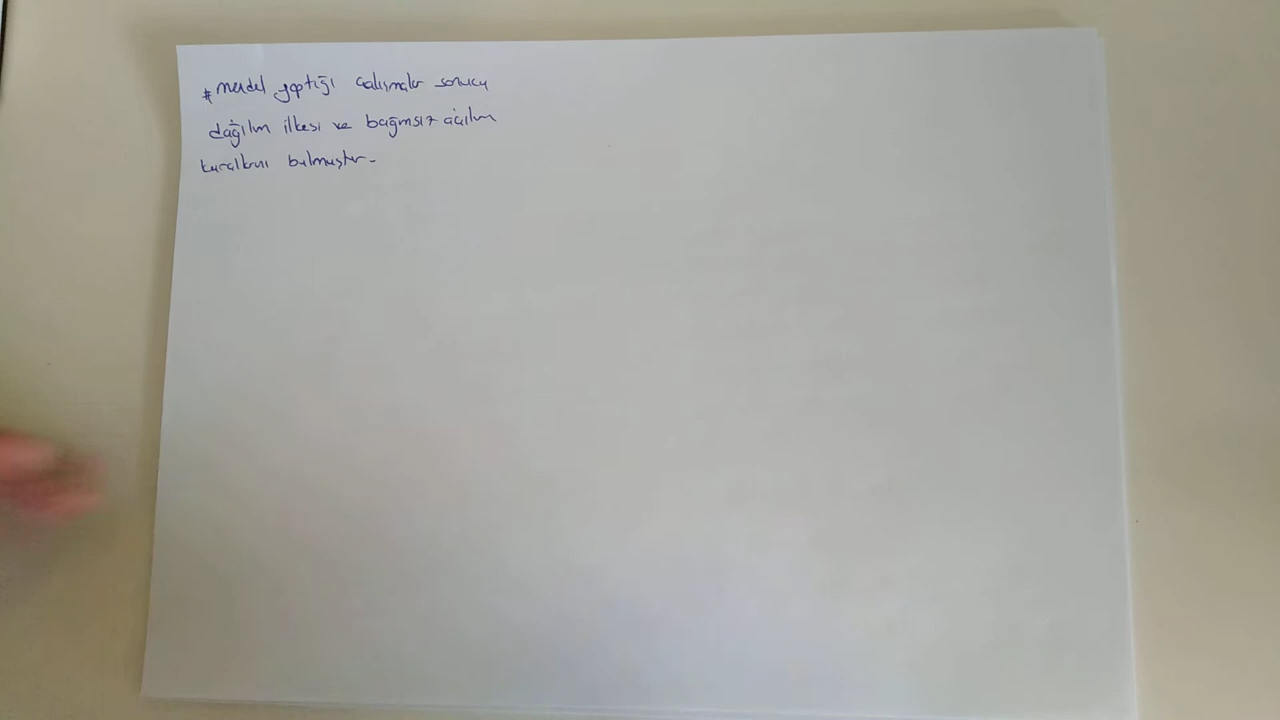 # mendel yaptığı çalışmalar sonucu
dağılım ilkesi ve bağımsız açılım
kurallarını bulmuştur.